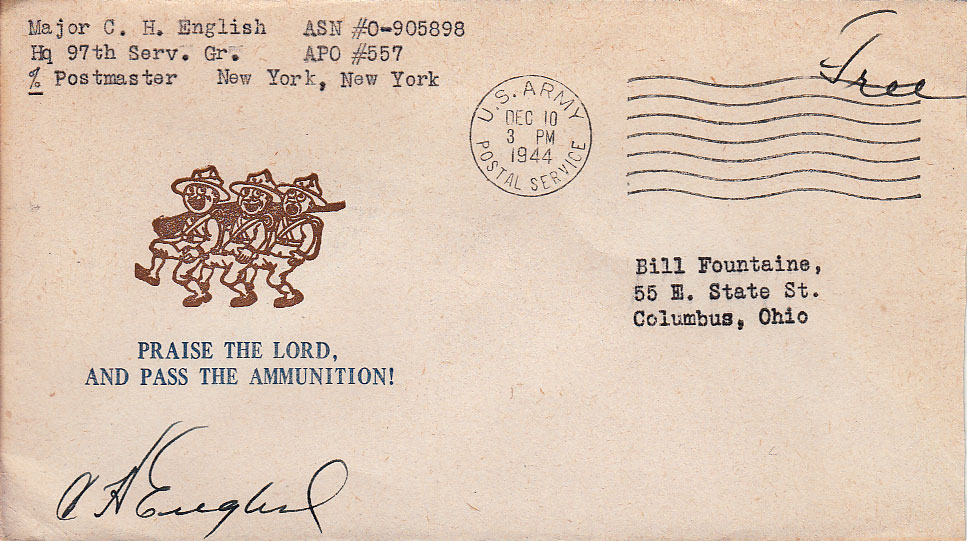 Major C. H. English ASN #O-905898
Hq 97th Serv. Gr. APO #557
% Postmaster New York, New York
Free
U.S. ARMY
DEC 10
3 PM
1944
POSTAL SERVICE
Bill Fountaine,
55 E. State St.
Columbus, Ohio
PRAISE THE LORD,
AND PASS THE AMMUNITION!
C H English